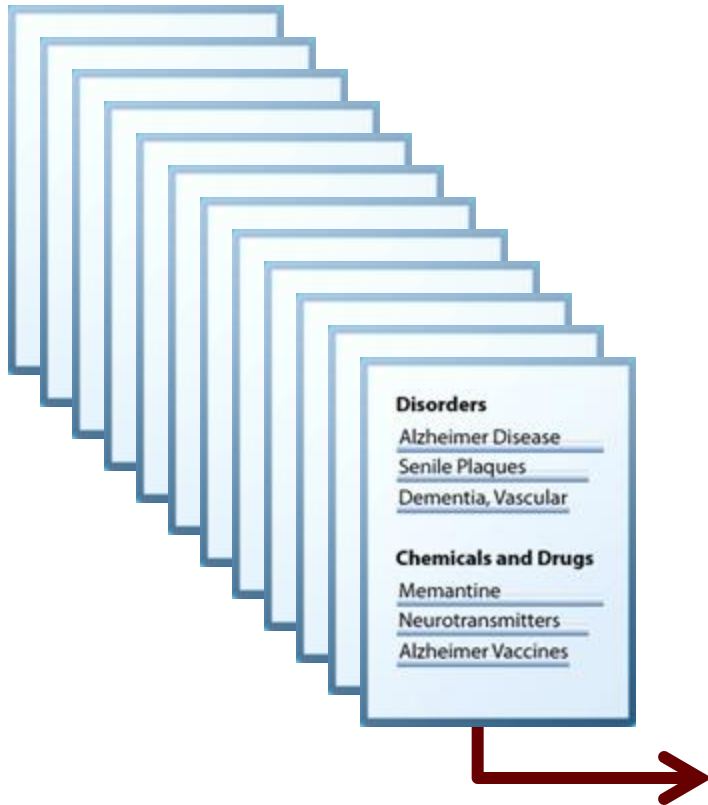 Disorders
Alzheimer Disease
Senile Plaques
Dementia, Vascular
Chemicals and Drugs
Memantine
Neurotransmitters
Alzheimer Vaccines